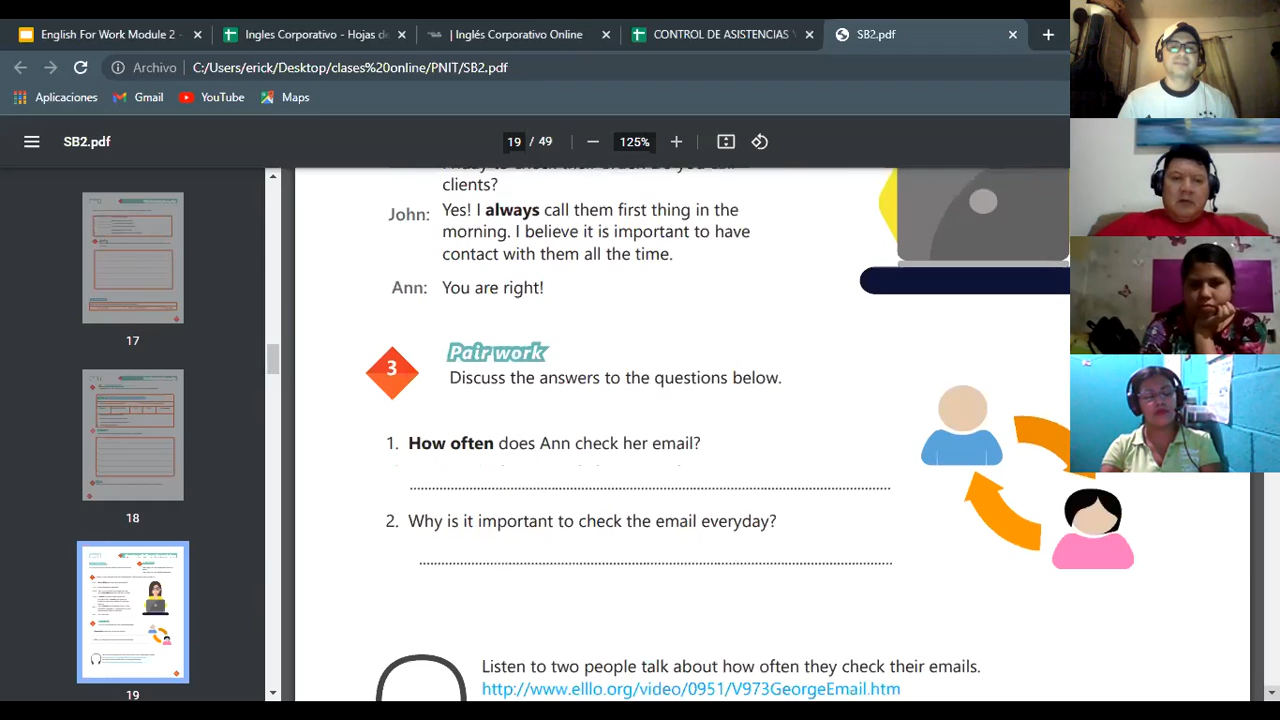 English For Work Module 2 -
Ingles Corporativo - Hojas de
| Inglés Corporativo Online
CONTROL DE ASISTENCIAS
SB2.pdf
Archivo
C:/Users/erick/Desktop/clases%20online/PNIT/SB2.pdf
Aplicaciones
Gmail
YouTube
Maps
SB2.pdf
19 / 49
125%
17
18
19
clients?
John: Yes! I always call them first thing in the
morning. I believe it is important to have
contact with them all the time.
Ann: You are right!
3
Pair work
Discuss the answers to the questions below.
1. How often does Ann check her email?
2. Why is it important to check the email everyday?
Listen to two people talk about how often they check their emails.
http://www.elllo.org/video/0951/V973GeorgeEmail.htm